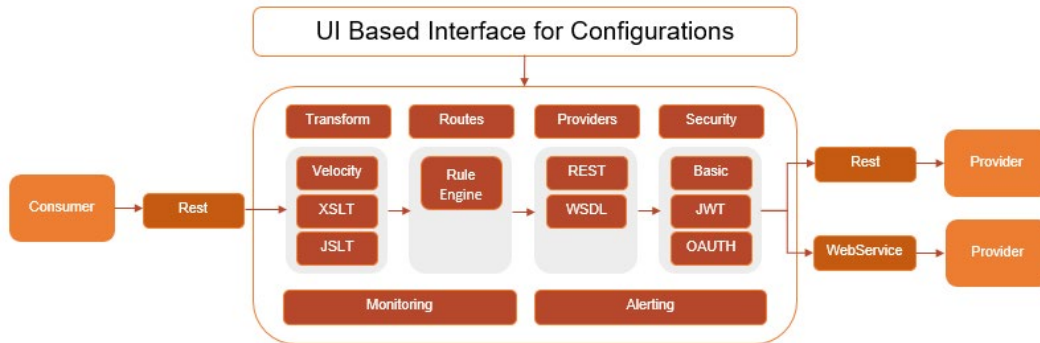 UI Based Interface for Configurations
Transform
Routes
Providers
Security
Velocity
XSLT
JSLT
Rule
Engine
REST
WSDL
Basic
JWT
OAUTH
Consumer
Rest
Rest
Provider
WebService
Provider
Monitoring
Alerting